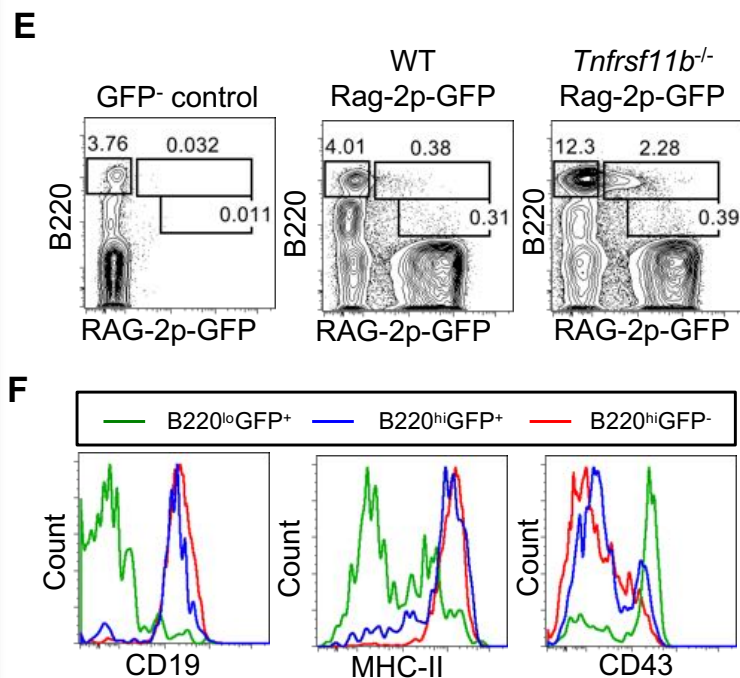 E
GFP⁻ control
WT
Rag-2p-GFP
Tnfrsf11b⁻/⁻
Rag-2p-GFP
3.76 0.032
0.011
4.01 0.38
0.31
12.3 2.28
0.39
B220
B220
B220
RAG-2p-GFP
RAG-2p-GFP
RAG-2p-GFP
F
B220ˡᵒGFP⁺ B220ʰⁱGFP⁺ B220ʰⁱGFP⁻
Count
Count
Count
CD19
MHC-II
CD43